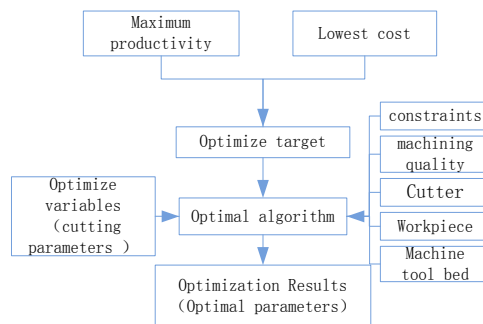 Maximum
productivity
Lowest cost
Optimize target
constraints
machining
quality
Cutter
Workpiece
Machine
tool bed
Optimize
variables
（cutting
parameters ）
Optimal algorithm
Optimization Results
（Optimal parameters）